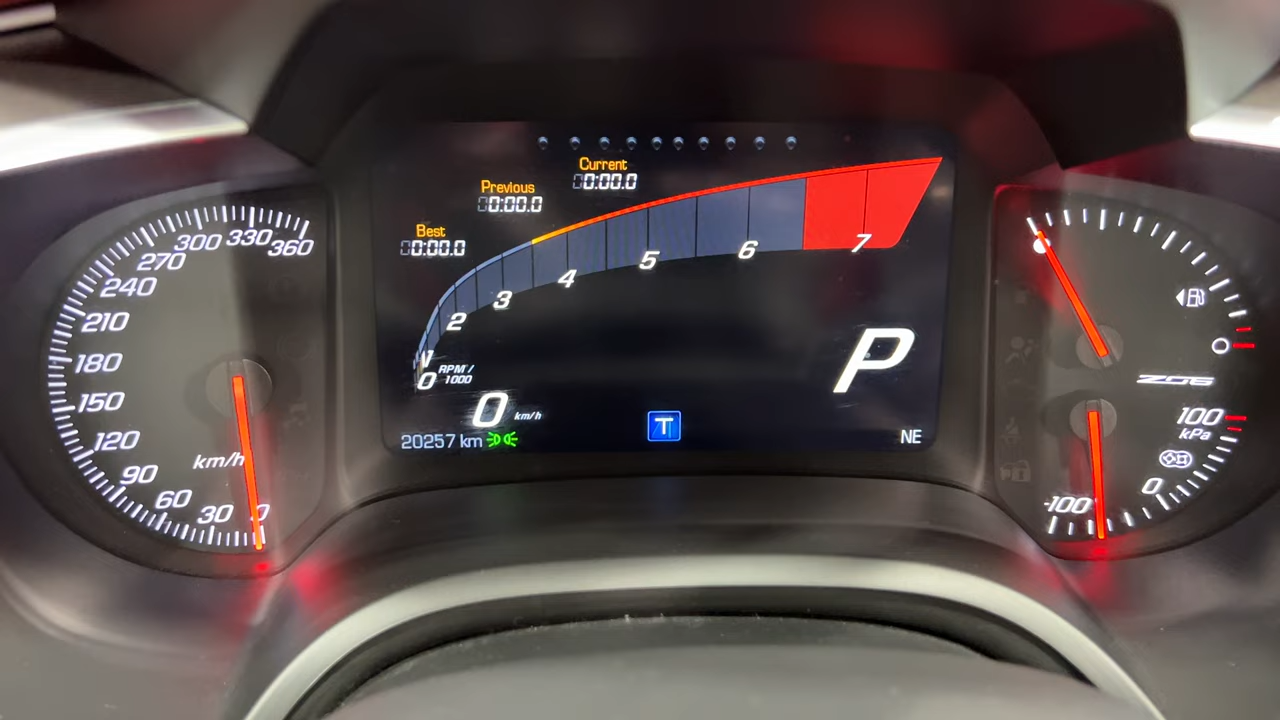 360
330
300
270
240
210
180
150
120
90
60
30
0
km/h
Current
00:00.0
Previous
00:00.0
Best
00:00.0
0
1
2
3
4
5
6
7
RPM /
1000
0 km/h
20257 km
T
P
NE
Z06
100
kPa
0
-100